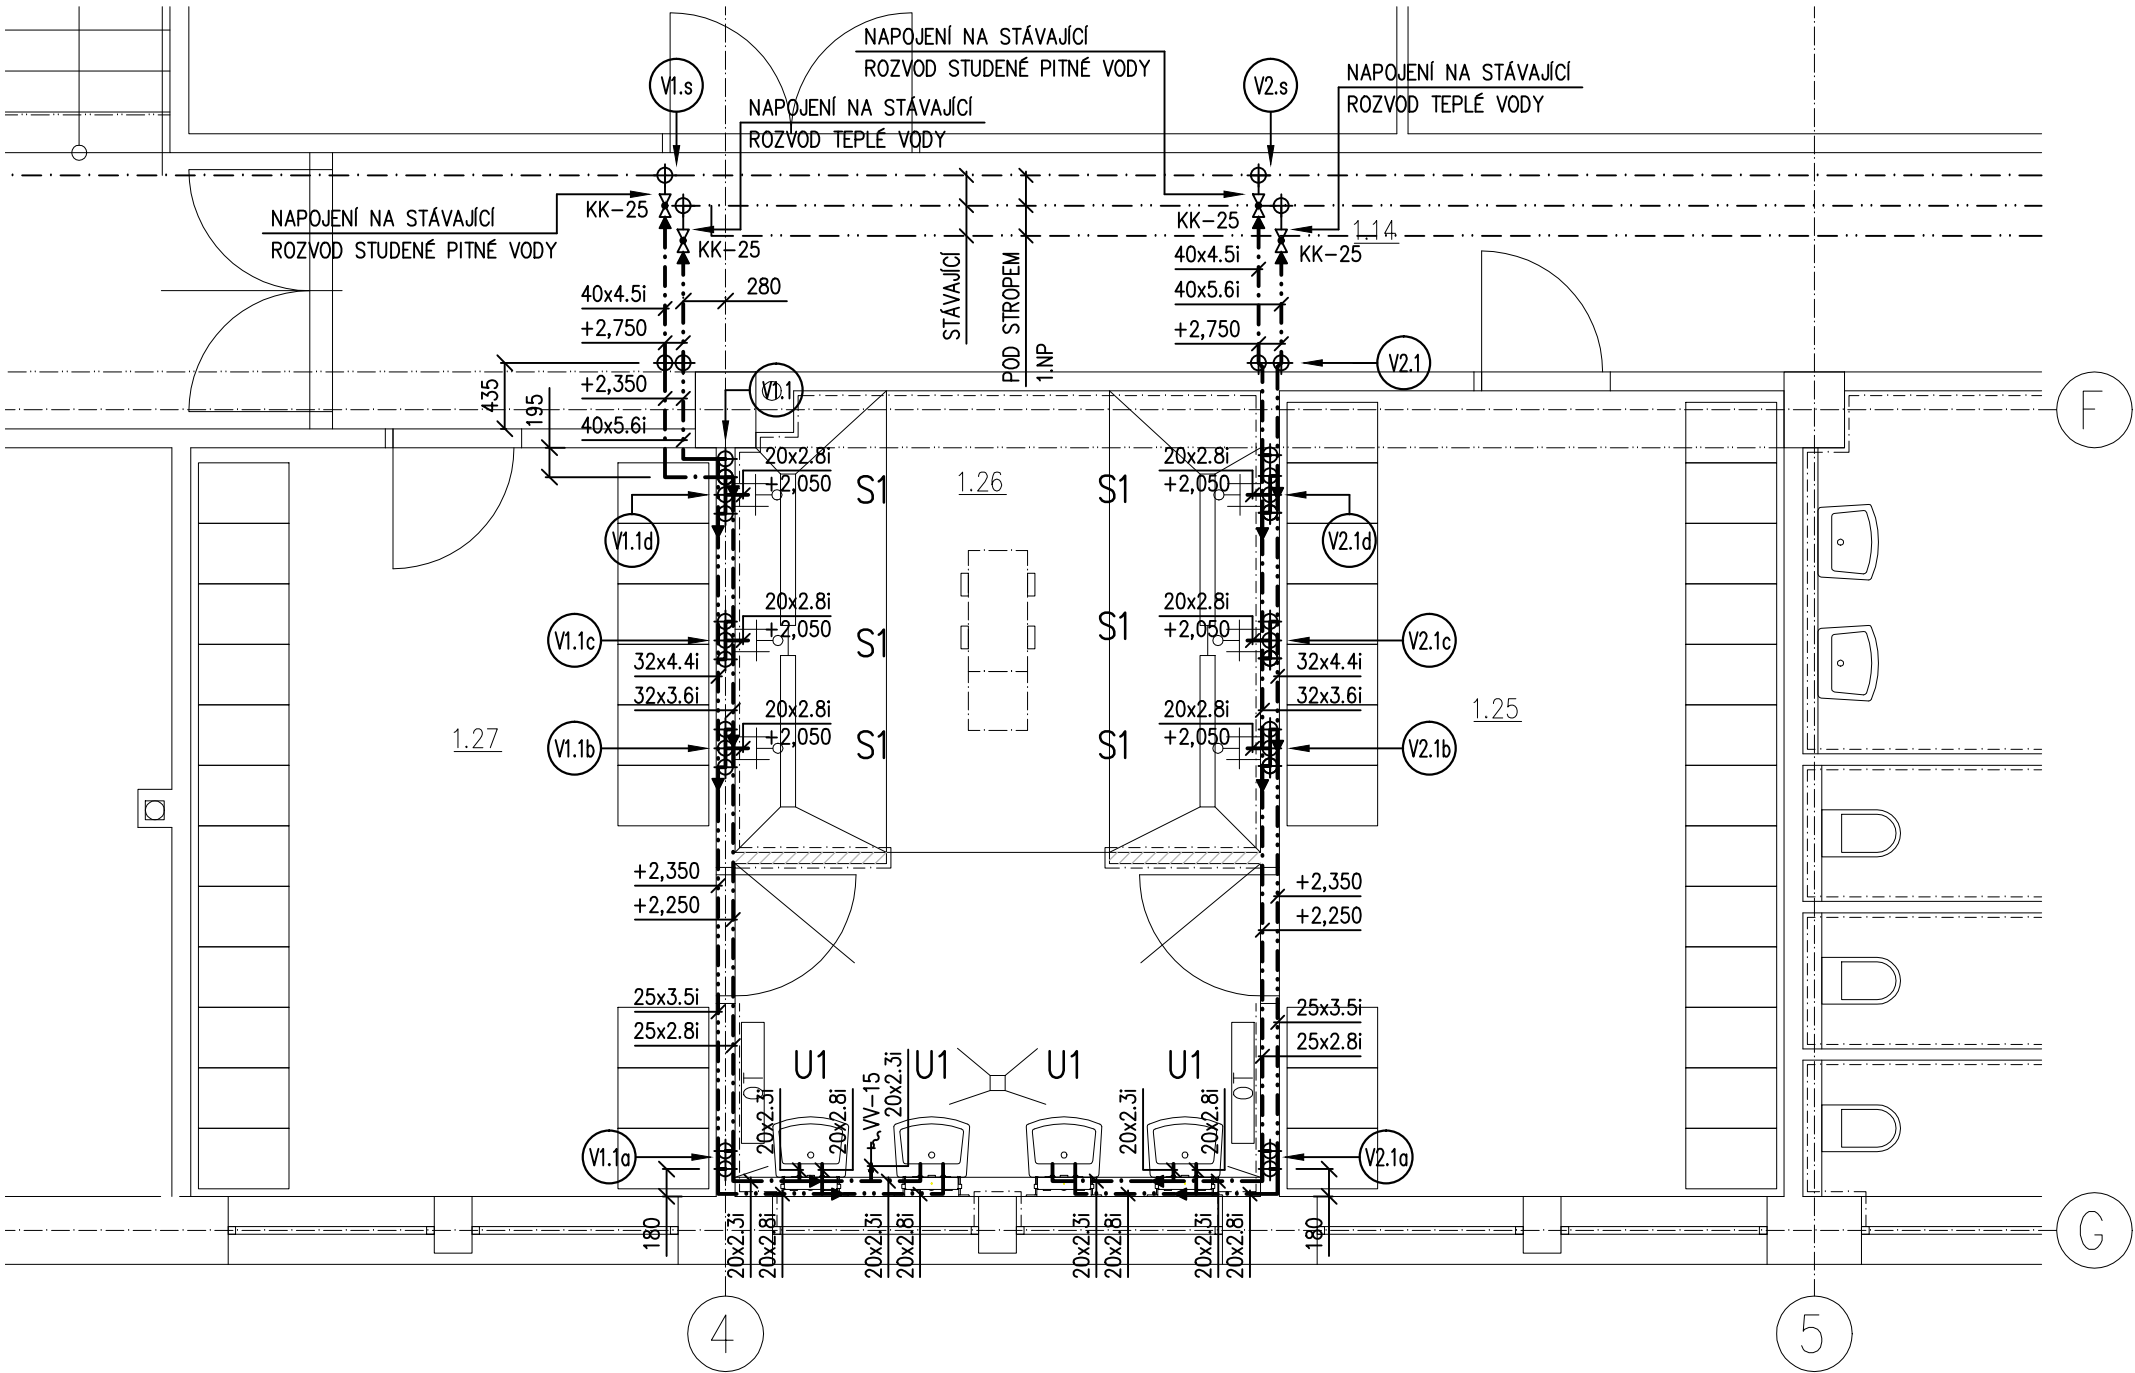 NAPOJENÍ NA STÁVAJÍCÍ
ROZVOD STUDENÉ PITNÉ VODY
V1.s
V2.s
NAPOJENÍ NA STÁVAJÍCÍ
ROZVOD TEPLÉ VODY
NAPOJENÍ NA STÁVAJÍCÍ
ROZVOD TEPLÉ VODY
NAPOJENÍ NA STÁVAJÍCÍ
ROZVOD STUDENÉ PITNÉ VODY
KK-25
KK-25
KK-25
KK-25
1.14
40x4.5i
+2,750
280
STÁVAJÍCÍ
POD STROPEM
1.NP
40x4.5i
40x5.6i
+2,750
V2.1
435
195
+2,350
40x5.6i
V1.1
F
20x2.8i
+2,050
S1
1.26
S1
20x2.8i
+2,050
V1.1d
V2.1d
20x2.8i
+2,050
S1
S1
20x2.8i
+2,050
V1.1c
V2.1c
32x4.4i
32x3.6i
32x4.4i
32x3.6i
1.27
1.25
20x2.8i
+2,050
S1
S1
20x2.8i
+2,050
V1.1b
V2.1b
+2,350
+2,250
+2,350
+2,250
25x3.5i
25x2.8i
25x3.5i
25x2.8i
U1
U1
U1
U1
20x2.3i
20x2.8i
VV-15
20x2.3i
20x2.3i
20x2.8i
V1.1a
V2.1a
180
20x2.3i
20x2.8i
20x2.3i
20x2.8i
20x2.3i
20x2.8i
20x2.3i
20x2.8i
180
G
4
5